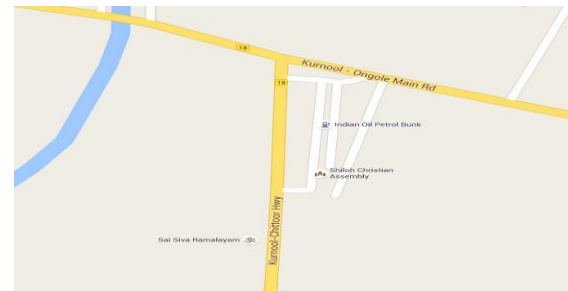 18
Kurnool - Ongole Main Rd
18
Indian Oil Petrol Bunk
Shiloh Christian
Assembly
Kurnool-Chittoor Hwy
Sai Siva Ramalayam